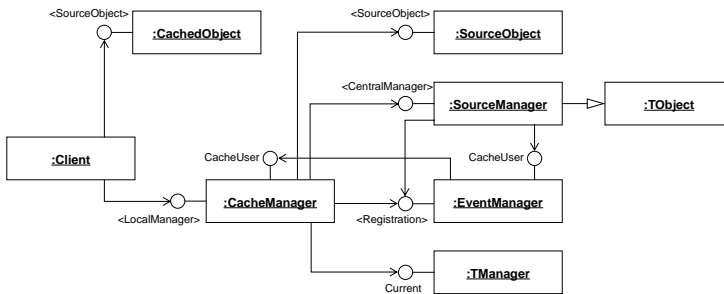 <SourceObject>
:CachedObject
<SourceObject>
:SourceObject
<CentralManager>
:SourceManager
:TObject
:Client
CacheUser
CacheUser
:CacheManager
:EventManager
<LocalManager>
<Registration>
:TManager
Current